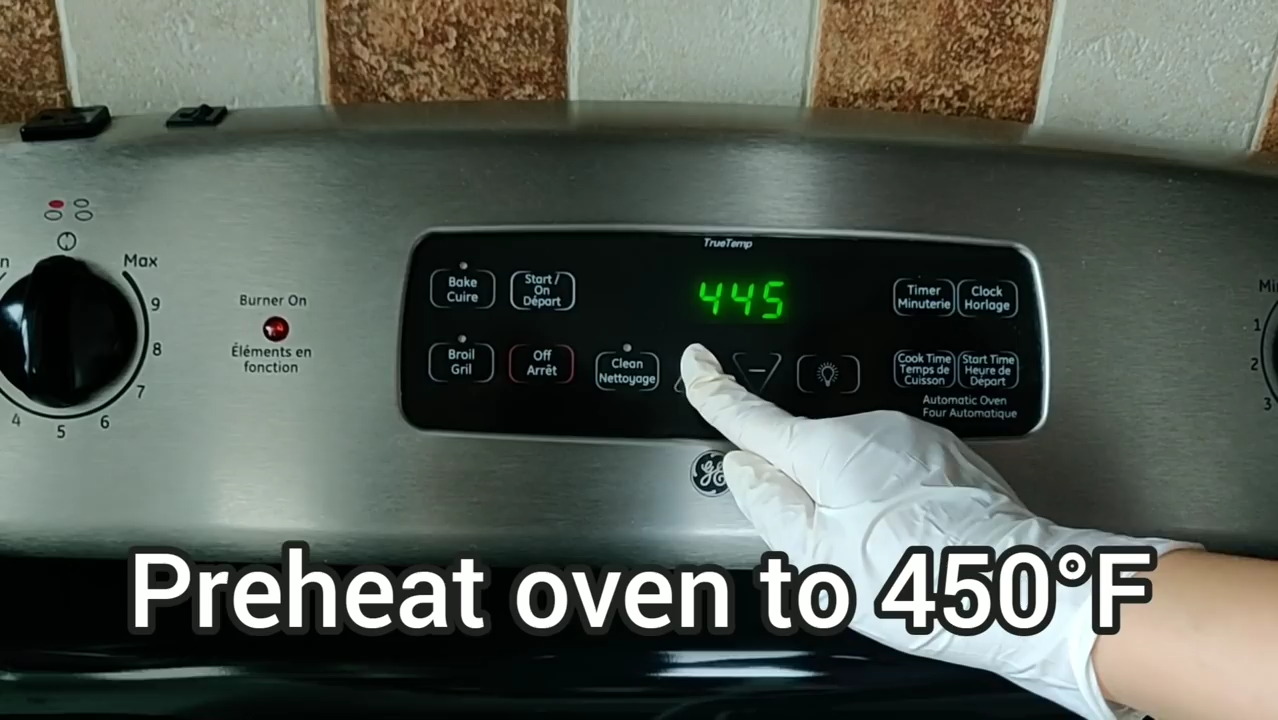 TrueTemp
Bake
Cuire
Start /
On
Départ
445
Timer
Minuterie
Clock
Horlage
Max
9
8
7
6
5
4
Burner On
Éléments en
fonction
Broil
Gril
Off
Arrêt
Clean
Nettoyage
Cook Time
Temps de
Cuisson
Start Time
Heure de
Départ
Automatic Oven
Four Automatique
1
2
3
GE
Preheat oven to 450°F